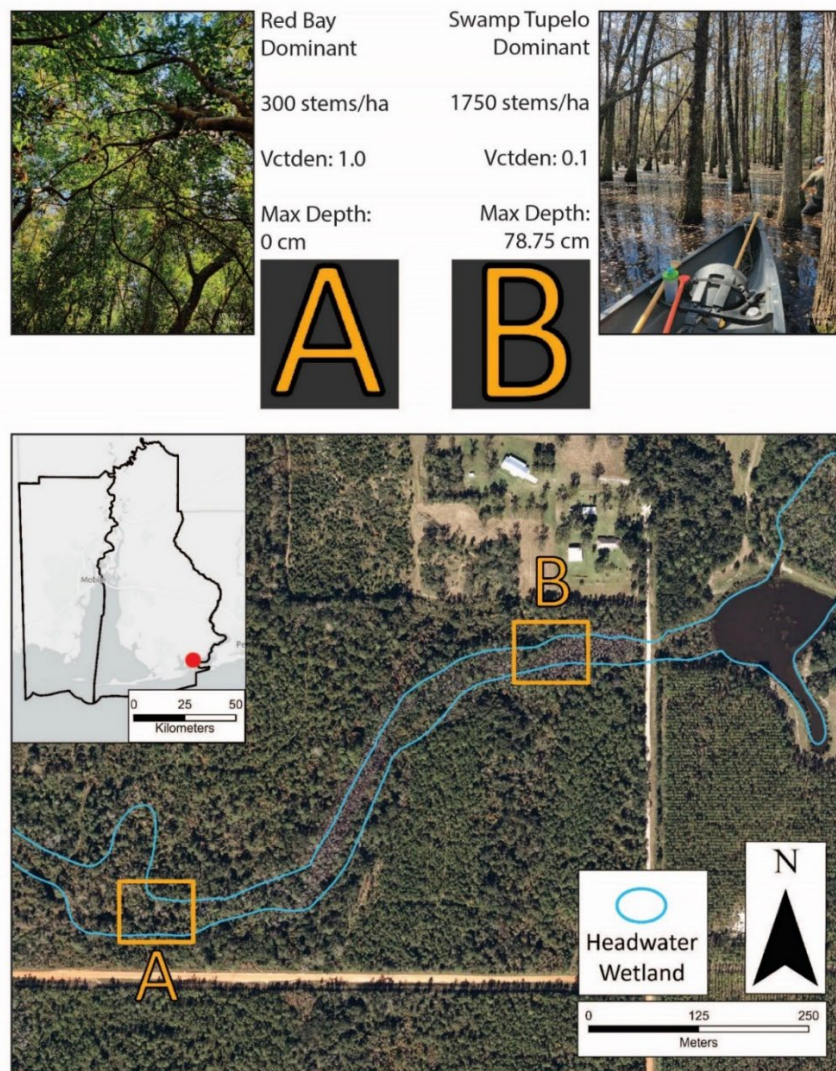 Red Bay
Dominant
300 stems/ha
Vctden: 1.0
Max Depth:
0 cm
A
Swamp Tupelo
Dominant
1750 stems/ha
Vctden: 0.1
Max Depth:
78.75 cm
B
0 25 50
Kilometers
B
A
Headwater
Wetland
N
0 125 250
Meters